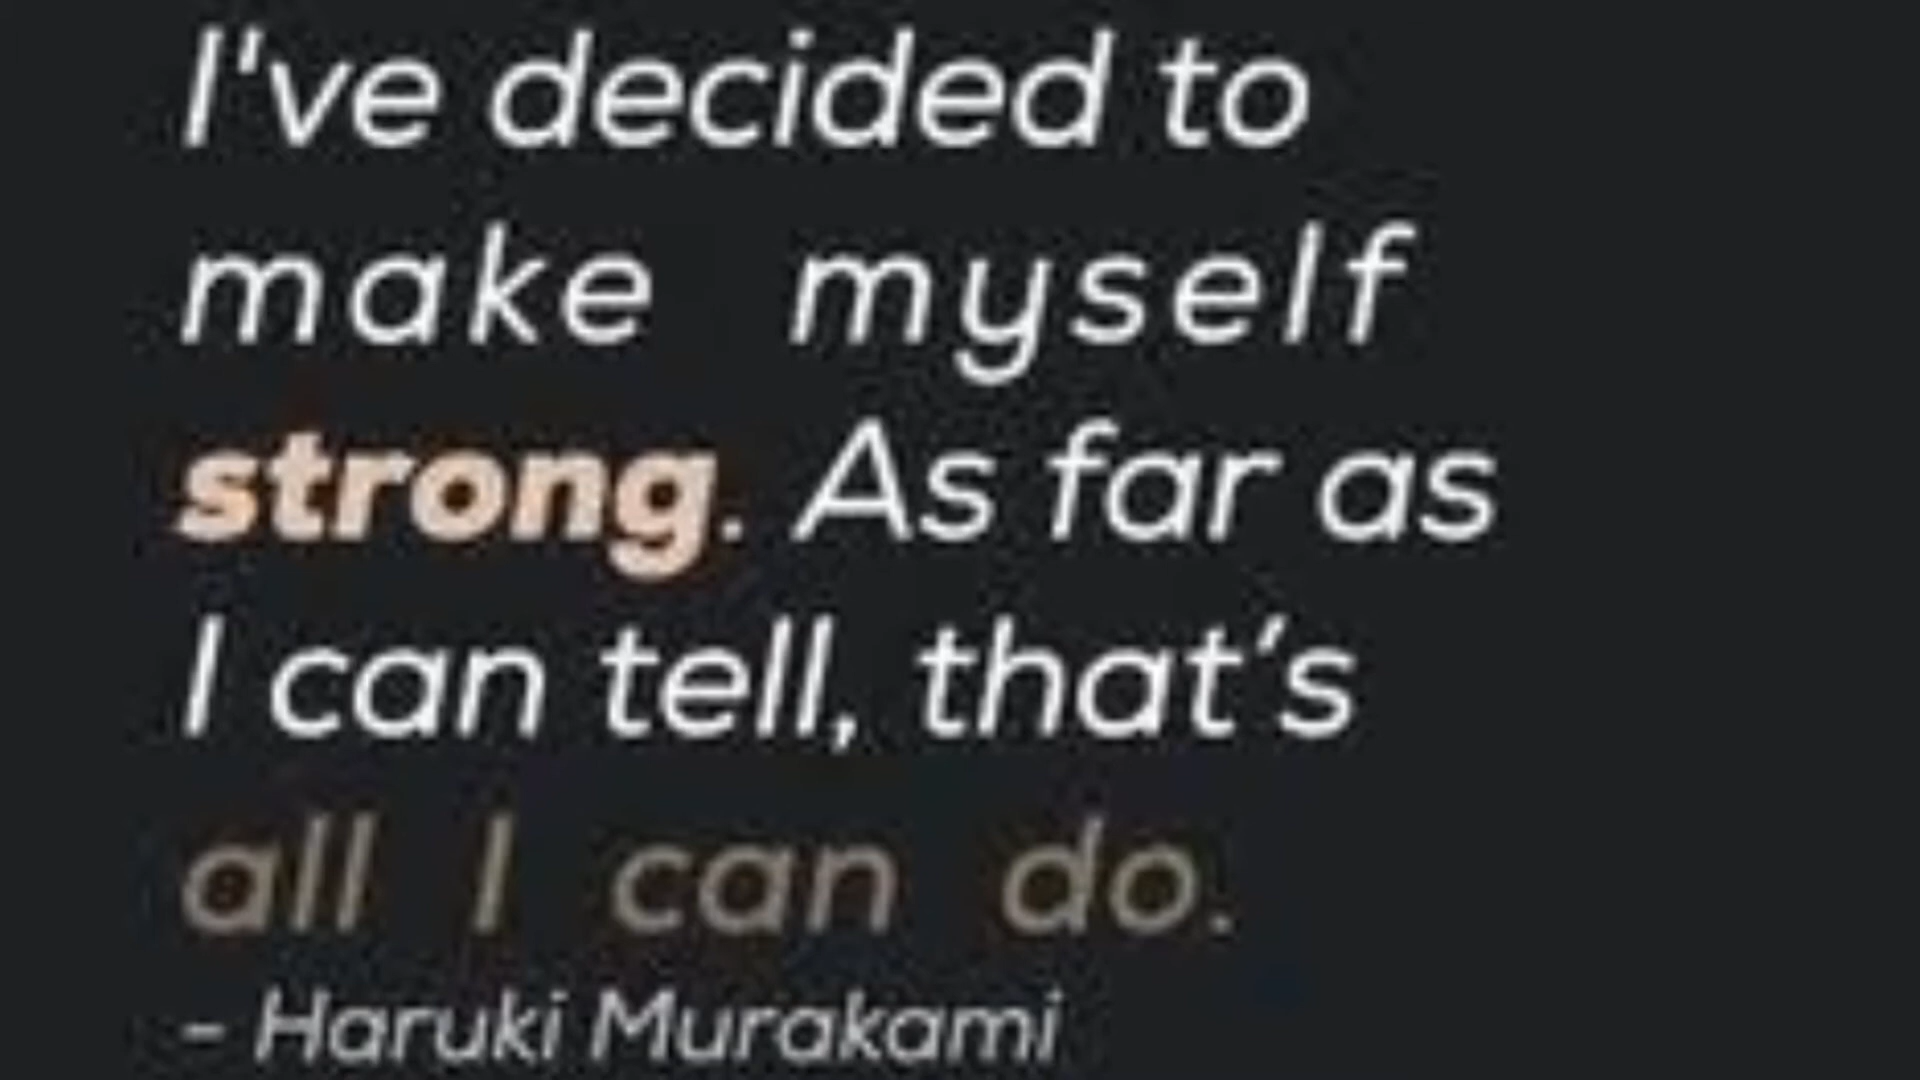 I've decided to
make myself
strong. As far as
I can tell, that’s
all I can do.
– Haruki Murakami